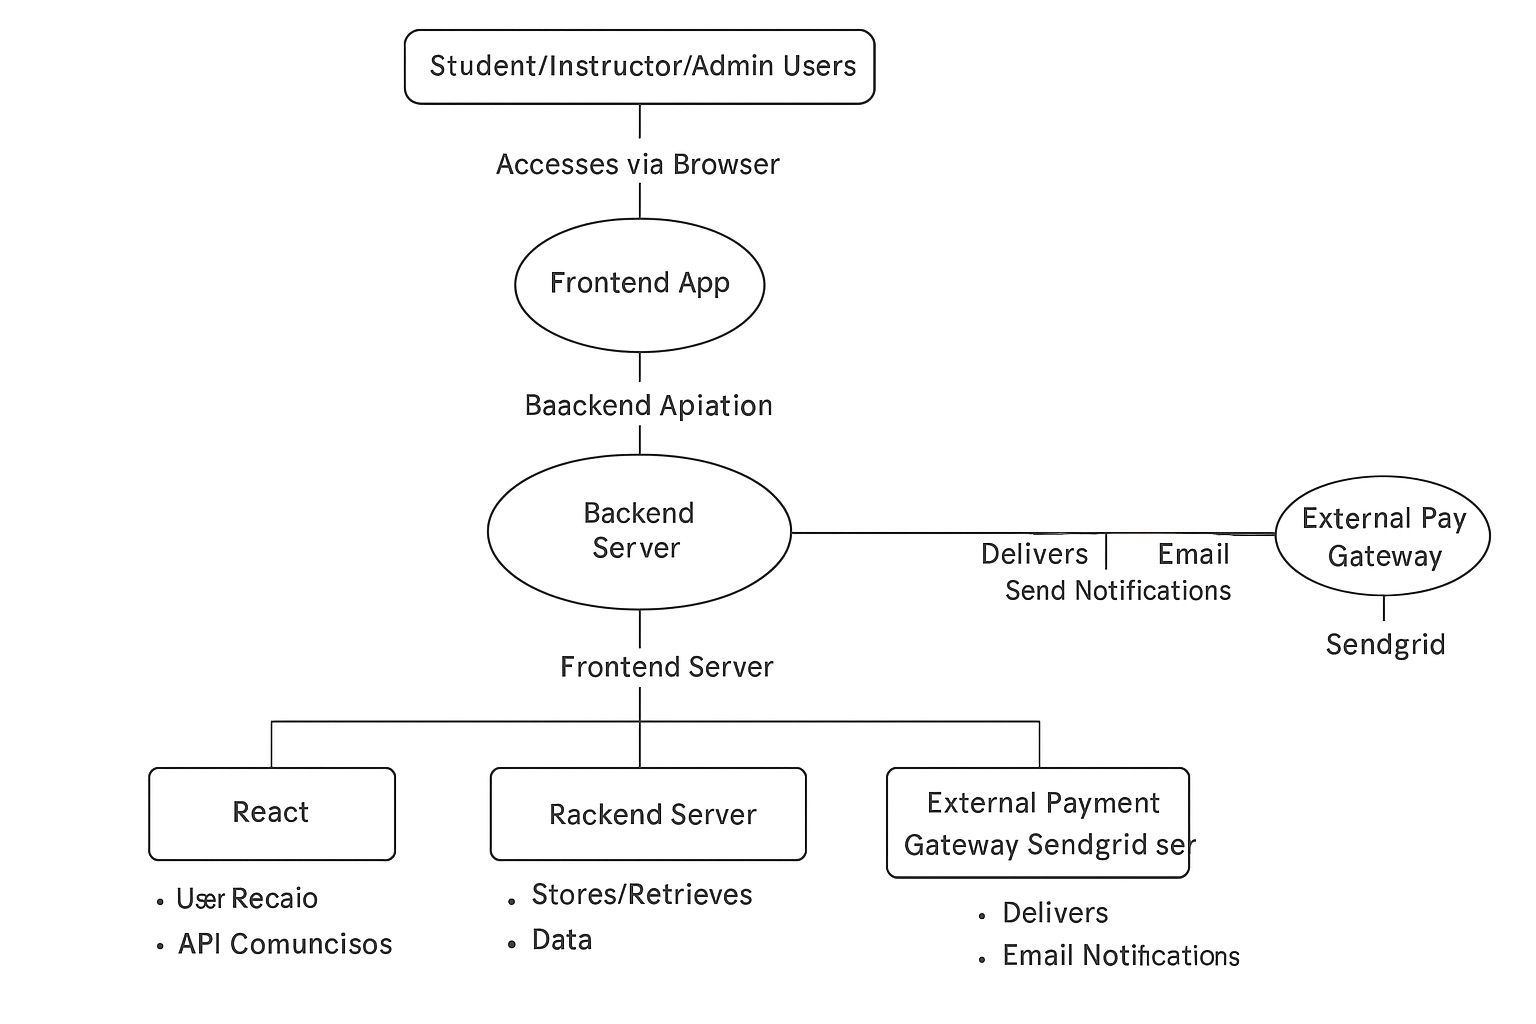 Student/Instructor/Admin Users
Accesses via Browser
Frontend App
Baackend Apiation
Backend
Server
Delivers Email
Send Notifications
External Pay
Gateway
Sendgrid
Frontend Server
React
• User Recaio
• API Comuncisos
Rackend Server
• Stores/Retrieves
• Data
External Payment
Gateway Sendgrid ser
• Delivers
• Email Notifications